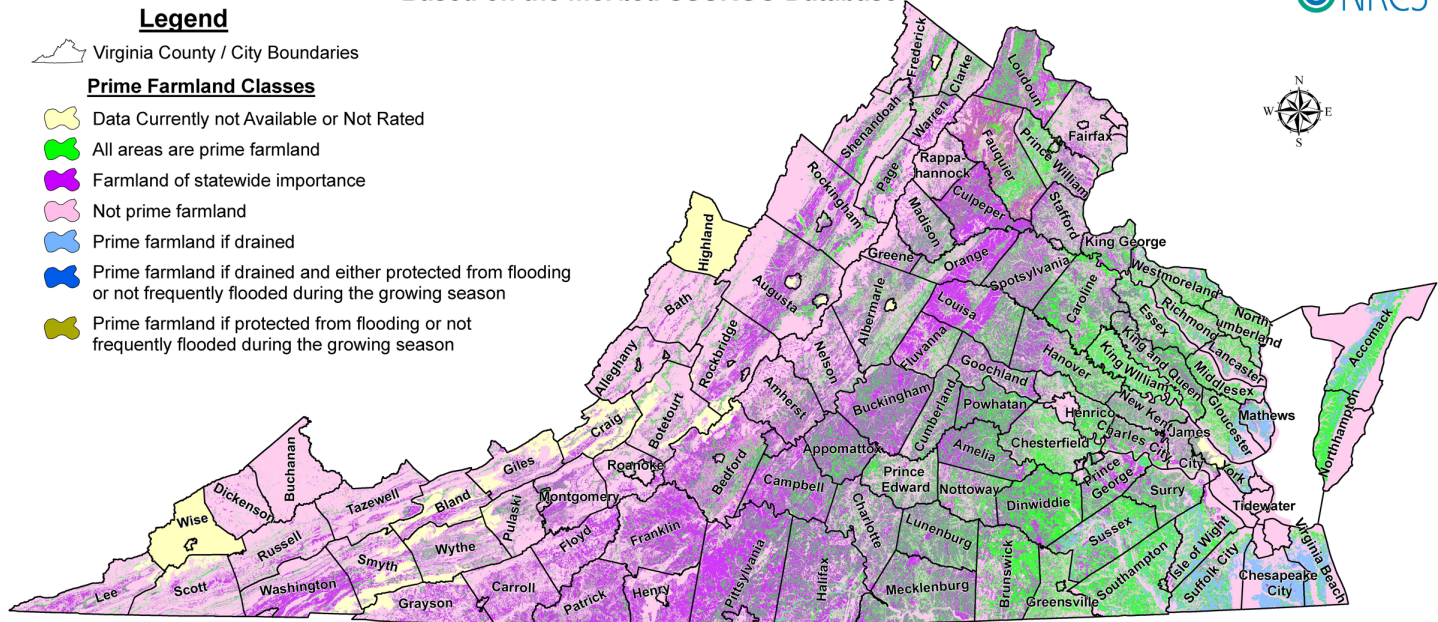 Based on the
Database
NRCS
Legend
Virginia County / City Boundaries
Prime Farmland Classes
Data Currently not Available or Not Rated
All areas are prime farmland
Farmland of statewide importance
Not prime farmland
Prime farmland if drained
Prime farmland if drained and either protected from flooding
or not frequently flooded during the growing season
Prime farmland if protected from flooding or not
frequently flooded during the growing season
N
W
E
S
Frederick
Clarke
Loudoun
Shenandoah
Warren
Fauquier
Prince William
Fairfax
Page
Rappa-
hannock
Rockingham
Culpeper
Madison
Stafford
Highland
Greene
Orange
King George
Spotsylvania
Westmoreland
Bath
Augusta
Albermarle
Louisa
Caroline
Essex
Richmond
North-
umberland
Accomack
Alleghany
Rockbridge
Nelson
Fluvanna
Goochland
Hanover
King William
King and Queen
Lancaster
Middlesex
Craig
Botetourt
Amherst
Buckingham
Cumberland
Powhatan
Henrico
New Kent
Gloucester
Mathews
Northampton
Buchanan
Dickenson
Giles
Roanoke
Bedford
Appomattox
Amelia
Chesterfield
Charles
City
James
City
York
Wise
Tazewell
Bland
Montgomery
Campbell
Prince
Edward
Nottoway
Prince
George
Surry
Tidewater
Russell
Pulaski
Floyd
Franklin
Charlotte
Lunenburg
Dinwiddie
Sussex
Isle of Wight
Lee
Scott
Washington
Smyth
Wythe
Carroll
Grayson
Patrick
Henry
Pittsylvania
Halifax
Mecklenburg
Brunswick
Greensville
Southampton
Suffolk City
Chesapeake
City
Virginia Beach